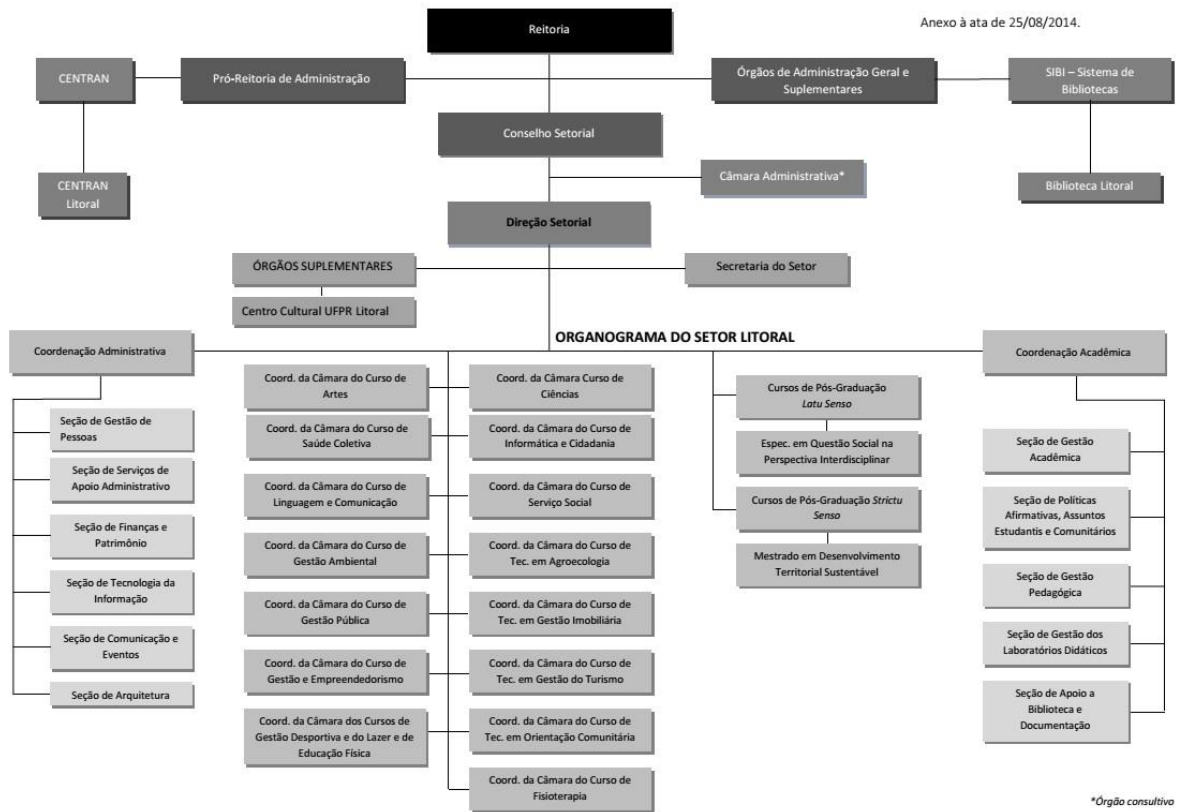 Anexo à ata de 25/08/2014.
Reitoria
CENTRAN
Pró-Reitoria de Administração
Órgãos de Administração Geral e
Suplementares
SIBI – Sistema de
Bibliotecas
Conselho Setorial
CENTRAN
Litoral
Câmara Administrativa*
Biblioteca Litoral
Direção Setorial
ÓRGÃOS SUPLEMENTARES
Secretaria do Setor
Centro Cultural UFPR Litoral
ORGANOGRAMA DO SETOR LITORAL
Coordenação Administrativa
Seção de Gestão de
Pessoas
Seção de Serviços de
Apoio Administrativo
Seção de Finanças e
Patrimônio
Seção de Tecnologia da
Informação
Seção de Comunicação e
Eventos
Seção de Arquitetura
Coord. da Câmara do Curso de
Artes
Coord. da Câmara do Curso de
Saúde Coletiva
Coord. da Câmara do Curso de
Linguagem e Comunicação
Coord. da Câmara do Curso de
Gestão Ambiental
Coord. da Câmara do Curso de
Gestão Pública
Coord. da Câmara do Curso de
Gestão e Empreendedorismo
Coord. da Câmara dos Cursos de
Gestão Desportiva e do Lazer e de
Educação Física
Coord. da Câmara Curso de
Ciências
Coord. da Câmara do Curso de
Informática e Cidadania
Coord. da Câmara do Curso de
Serviço Social
Coord. da Câmara do Curso de
Tec. em Agroecologia
Coord. da Câmara do Curso de
Tec. em Gestão Imobiliária
Coord. da Câmara do Curso de
Tec. em Gestão do Turismo
Coord. da Câmara do Curso de
Tec. em Orientação Comunitária
Coord. da Câmara do Curso de
Fisioterapia
Cursos de Pós-Graduação
Latu Senso
Espec. em Questão Social na
Perspectiva Interdisciplinar
Cursos de Pós-Graduação Strictu
Senso
Mestrado em Desenvolvimento
Territorial Sustentável
Coordenação Acadêmica
Seção de Gestão
Acadêmica
Seção de Políticas
Afirmativas, Assuntos
Estudantis e Comunitários
Seção de Gestão
Pedagógica
Seção de Gestão dos
Laboratórios Didáticos
Seção de Apoio a
Biblioteca e
Documentação
*Órgão consultivo